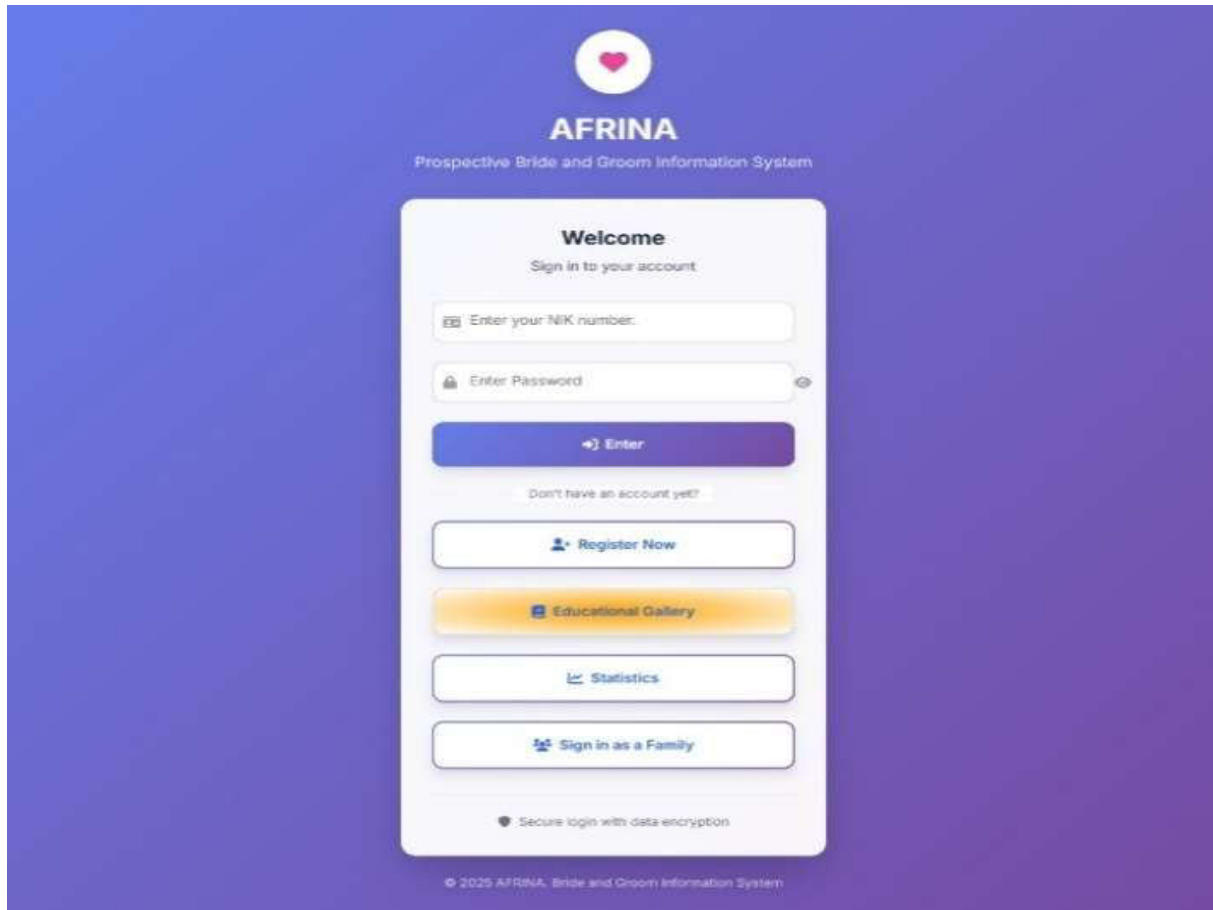 AFRINA
Prospective Bride and Groom Information System
Welcome
Sign in to your account
Enter your NIK number.
Enter Password
Enter
Don't have an account yet?
Register Now
Educational Gallery
Statistics
Sign in as a Family
Secure login with data encryption
© 2025 AFRINA. Bride and Groom Information System